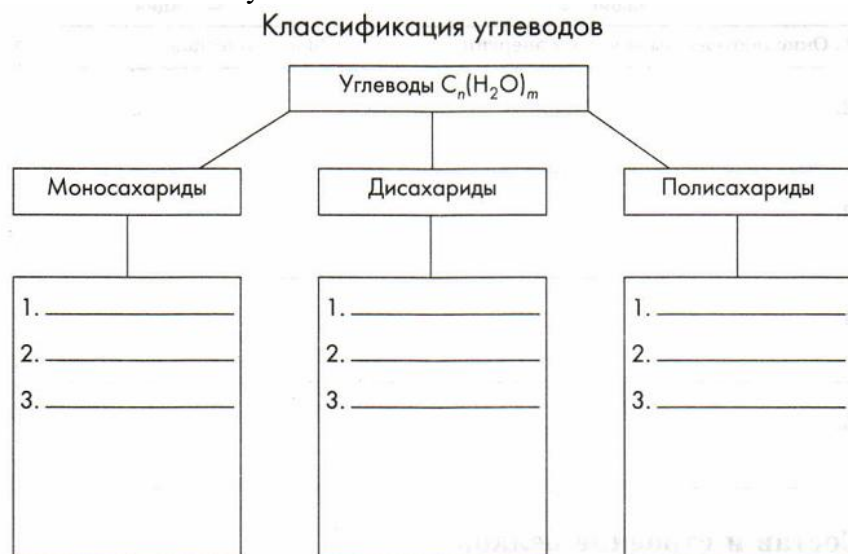 Классификация углеводов
Углеводы Cₙ(H₂O)ₘ
Моносахариды
Дисахариды
Полисахариды
1.
2.
3.
1.
2.
3.
1.
2.
3.